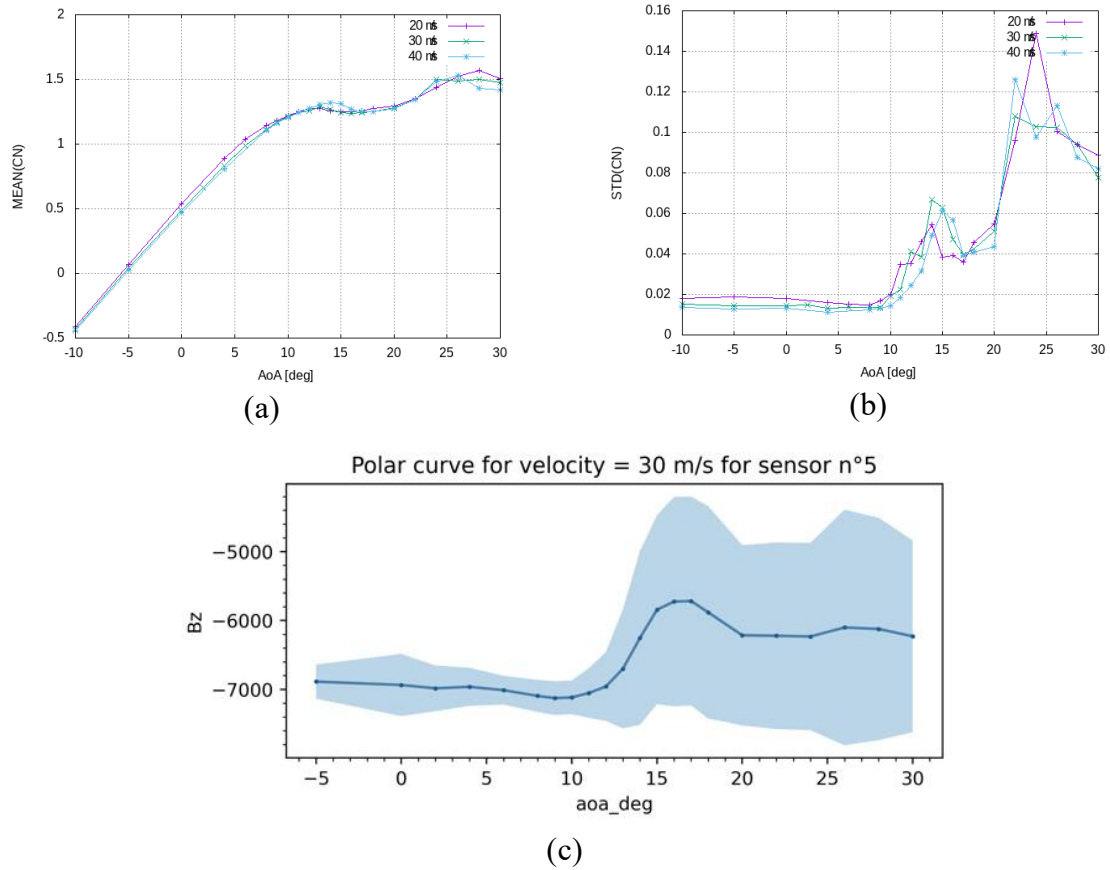 2
1.5
1
0.5
0
-0.5
-10 -5 0 5 10 15 20 25 30
MEAN(CN)
AoA [deg]
20 m/s
30 m/s
40 m/s
(a)
0.16
0.14
0.12
0.1
0.08
0.06
0.04
0.02
0
-10 -5 0 5 10 15 20 25 30
STD(CN)
AoA [deg]
20 m/s
30 m/s
40 m/s
(b)
Polar curve for velocity = 30 m/s for sensor n°5
−5000
−6000
−7000
Bz
−5 0 5 10 15 20 25 30
aoa_deg
(c)